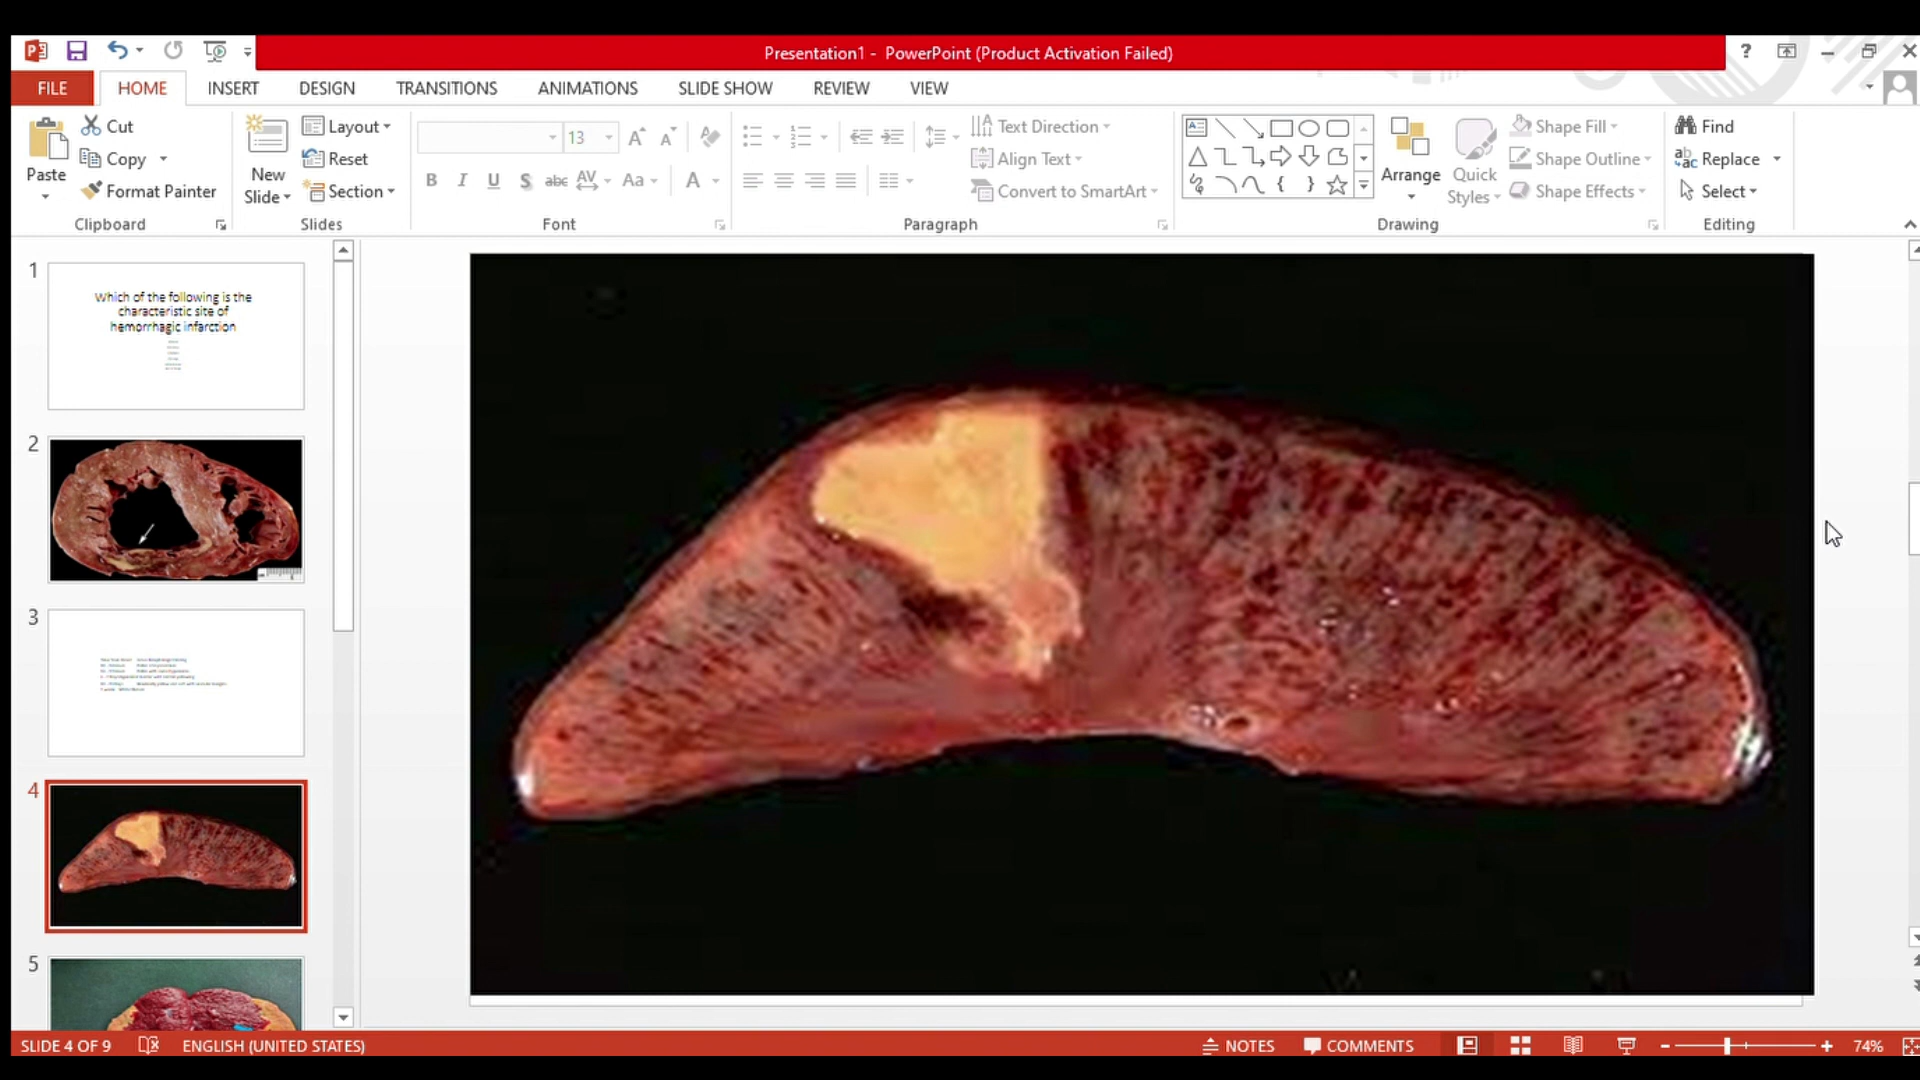 Presentation1 - PowerPoint (Product Activation Failed)
?
FILE HOME INSERT DESIGN TRANSITIONS ANIMATIONS SLIDE SHOW REVIEW VIEW
Paste
Cut
Copy
Format Painter
Clipboard
New
Slide
Layout
Reset
Section
Slides
13
B I U S abc AV Aa A
Font
Text Direction
Align Text
Convert to SmartArt
Paragraph
Arrange
Quick
Styles
Shape Fill
Shape Outline
Shape Effects
Drawing
Find
Replace
Select
Editing
1
Which of the following is the
characteristic site of
hemorrhagic infarction
2
3
4
5
SLIDE 4 OF 9 ENGLISH (UNITED STATES) NOTES COMMENTS 74%